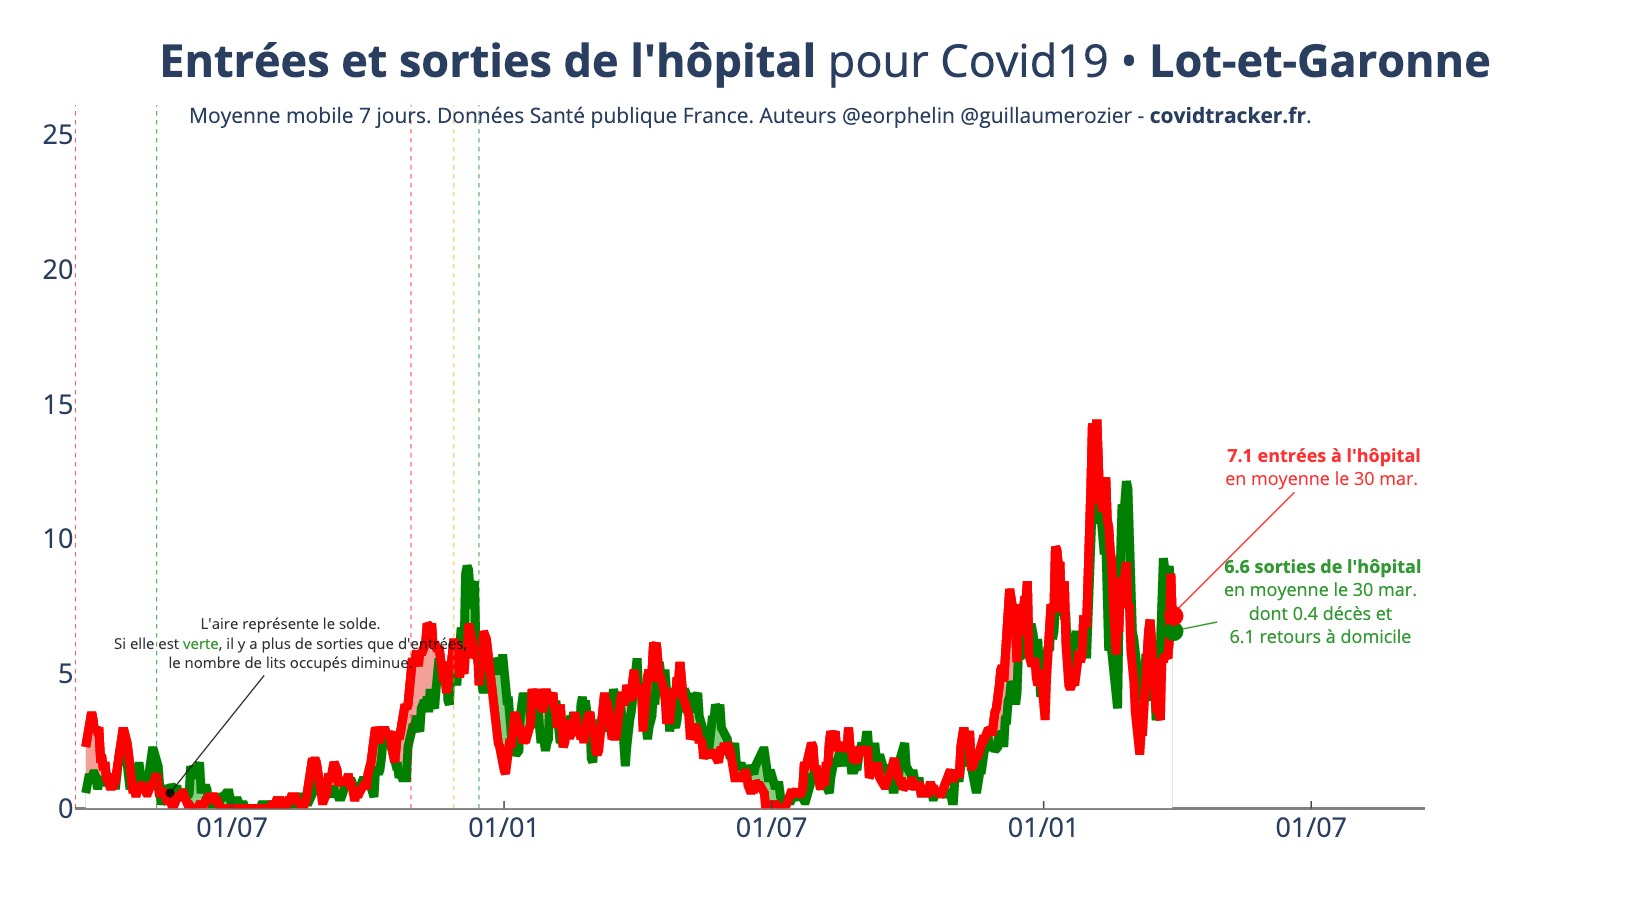 Entrées et sorties de l'hôpital pour Covid19 • Lot-et-Garonne
Moyenne mobile 7 jours. Données Santé publique France. Auteurs @eorphelin @guillaumerozier - covidtracker.fr.
25
20
15
10
5
0
7.1 entrées à l'hôpital
en moyenne le 30 mar.
6.6 sorties de l'hôpital
en moyenne le 30 mar.
dont 0.4 décès et
6.1 retours à domicile
L'aire représente le solde.
Si elle est verte, il y a plus de sorties que d'entrées,
le nombre de lits occupés diminue.
01/07
01/01
01/07
01/01
01/07